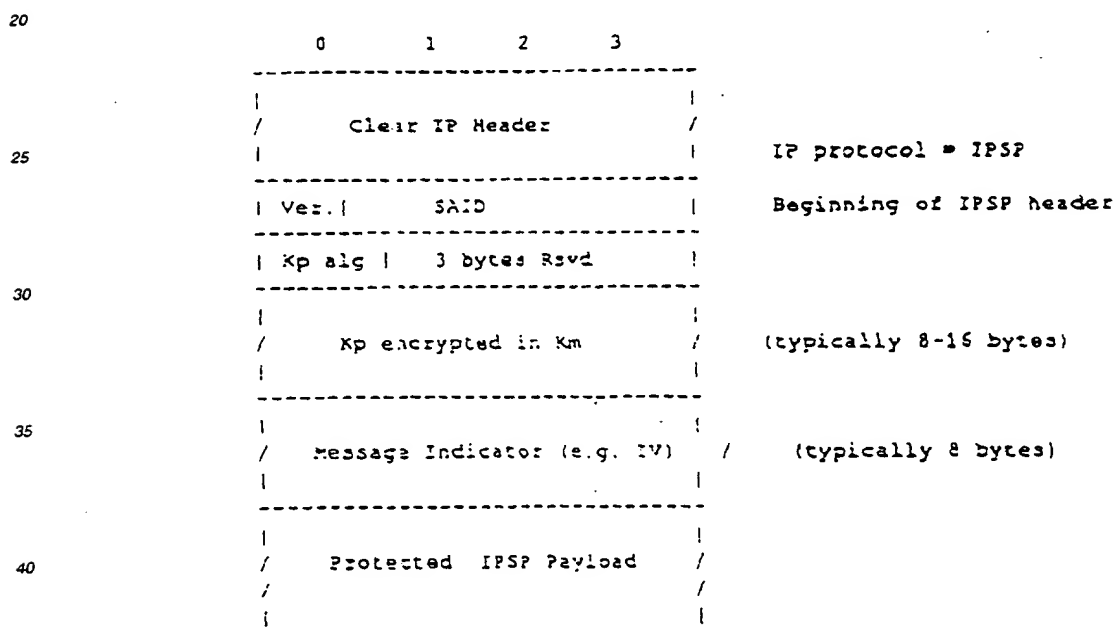 20
0 1 2 3
Clear IP Header
25
IP protocol = IPSP
Ver. SAID
Beginning of IPSP header
Kp alg 3 bytes Rsvd
30
Kp encrypted in Km
(typically 8-16 bytes)
35
Message Indicator (e.g. IV)
(typically 8 bytes)
Protected IPSP Payload
40